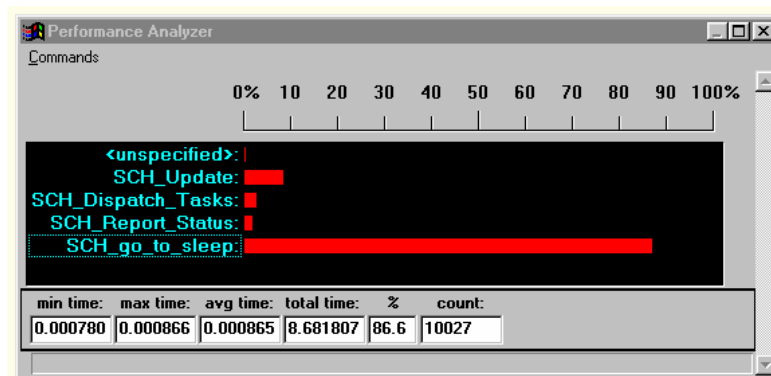 Performance Analyzer
Commands
0% 10 20 30 40 50 60 70 80 90 100%
<unspecified>:
SCH_Update:
SCH_Dispatch_Tasks:
SCH_Report_Status:
SCH_go_to_sleep:
min time: max time: avg time: total time: % count:
0.000780 0.000866 0.000865 8.681807 86.6 10027